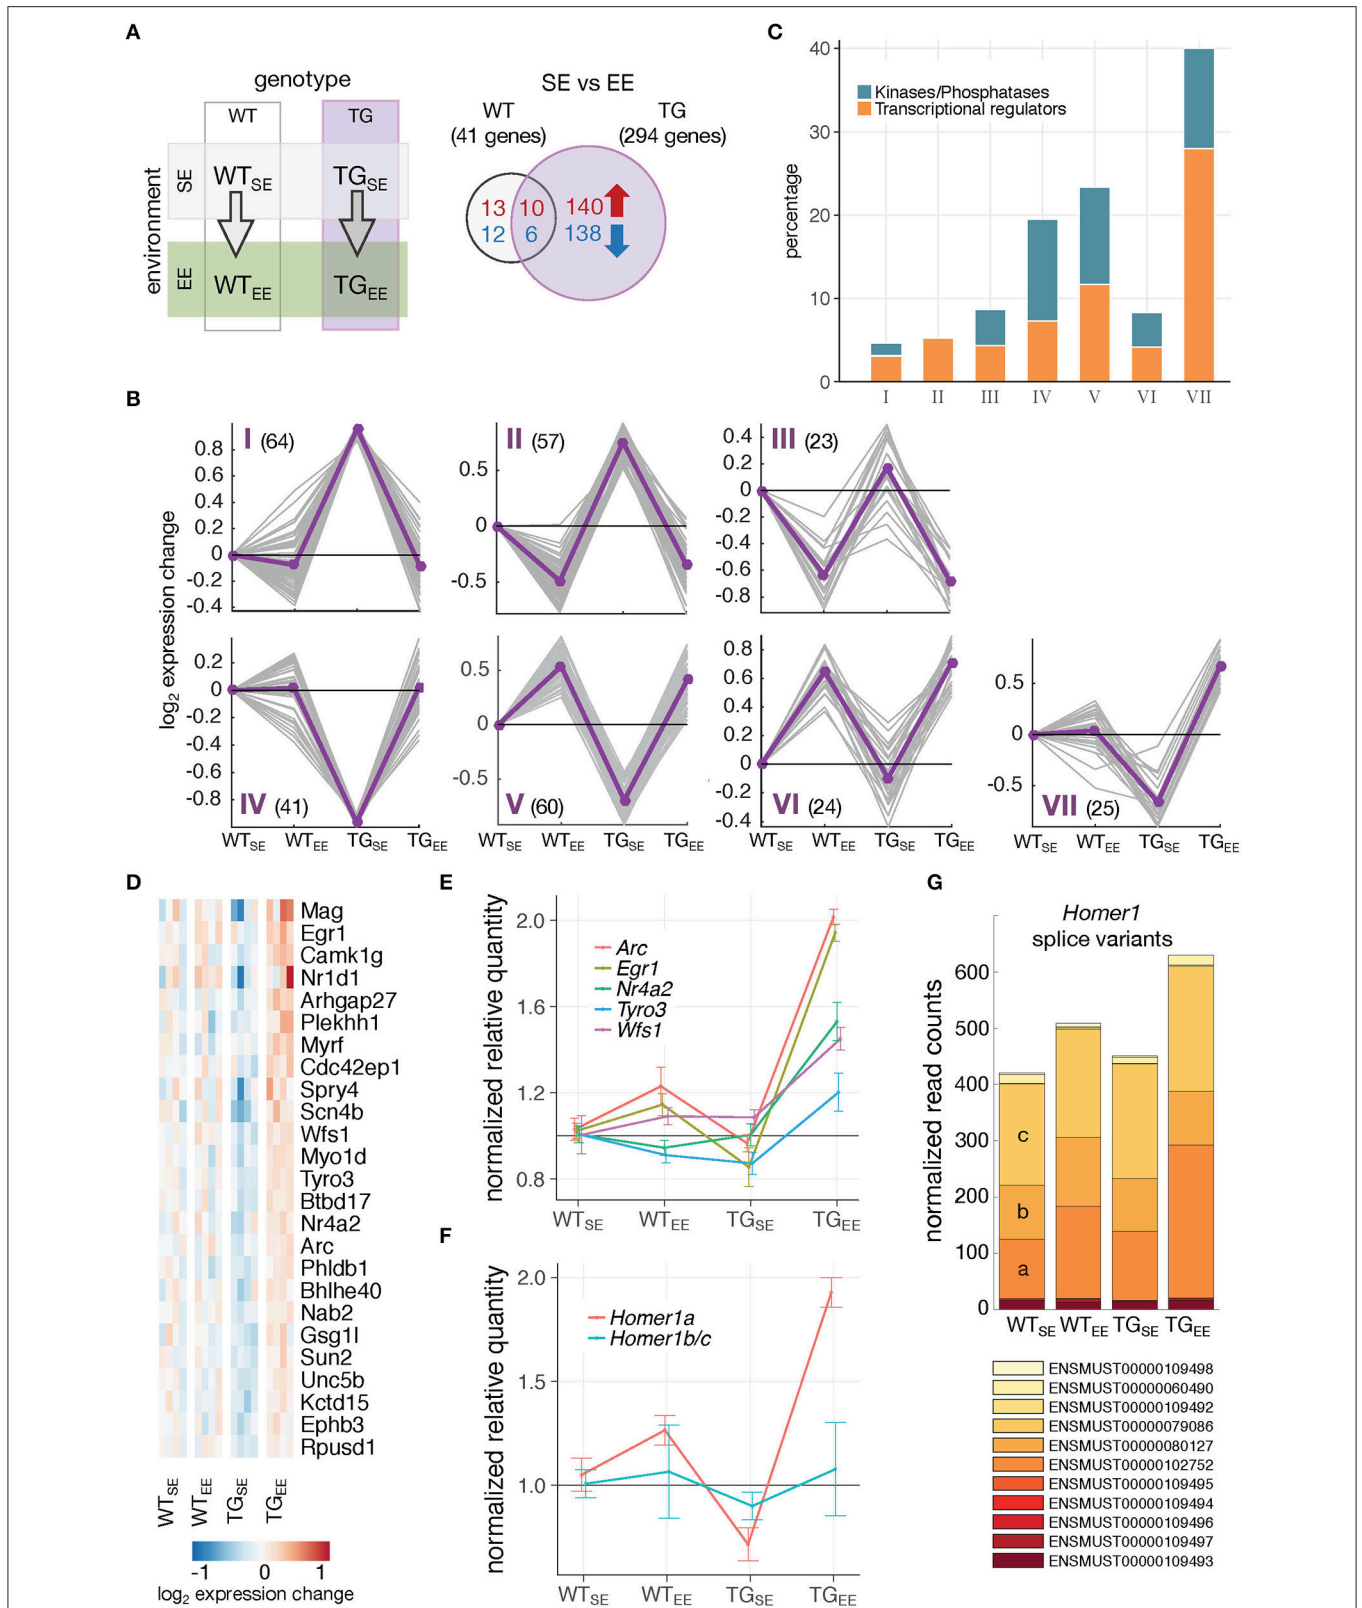 A
genotype
WT
TG
environment
SE
EE
WTSE
TGSE
WTEE
TGEE
SE vs EE
WT
(41 genes)
TG
(294 genes)
13 10 140
12 6 138
C
percentage
40
30
20
10
0
Kinases/Phosphatases
Transcriptional regulators
I II III IV V VI VII
B
log2 expression change
I (64)
0.8
0.6
0.4
0.2
0
-0.2
-0.4
II (57)
0.5
0
-0.5
III (23)
0.4
0.2
0
-0.2
-0.4
-0.6
-0.8
IV (41)
0.2
0
-0.2
-0.4
-0.6
-0.8
WTSE WTEE TGSE TGEE
V (60)
0.5
0
-0.5
WTSE WTEE TGSE TGEE
VI (24)
0.8
0.6
0.4
0.2
0
-0.2
-0.4
WTSE WTEE TGSE TGEE
VII (25)
0.5
0
-0.5
WTSE WTEE TGSE TGEE
D
Mag
Egr1
Camk1g
Nr1d1
Arhgap27
Plekhh1
Myrf
Cdc42ep1
Spry4
Scn4b
Wfs1
Myo1d
Tyro3
Btbd17
Nr4a2
Arc
Phldb1
Bhlhe40
Nab2
Gsg1l
Sun2
Unc5b
Kctd15
Ephb3
Rpusd1
WTSE WTEE TGSE TGEE
-1 0 1
log2 expression change
E
normalized relative quantity
2.0
1.6
1.2
0.8
Arc
Egr1
Nr4a2
Tyro3
Wfs1
WTSE WTEE TGSE TGEE
F
normalized relative quantity
2.0
1.5
1.0
Homer1a
Homer1b/c
WTSE WTEE TGSE TGEE
G
Homer1
splice variants
normalized read counts
600
500
400
300
200
100
0
c
b
a
WTSE WTEE TGSE TGEE
ENSMUST00000109498
ENSMUST00000060490
ENSMUST00000109492
ENSMUST00000079086
ENSMUST00000080127
ENSMUST00000102752
ENSMUST00000109495
ENSMUST00000109494
ENSMUST00000109496
ENSMUST00000109497
ENSMUST00000109493